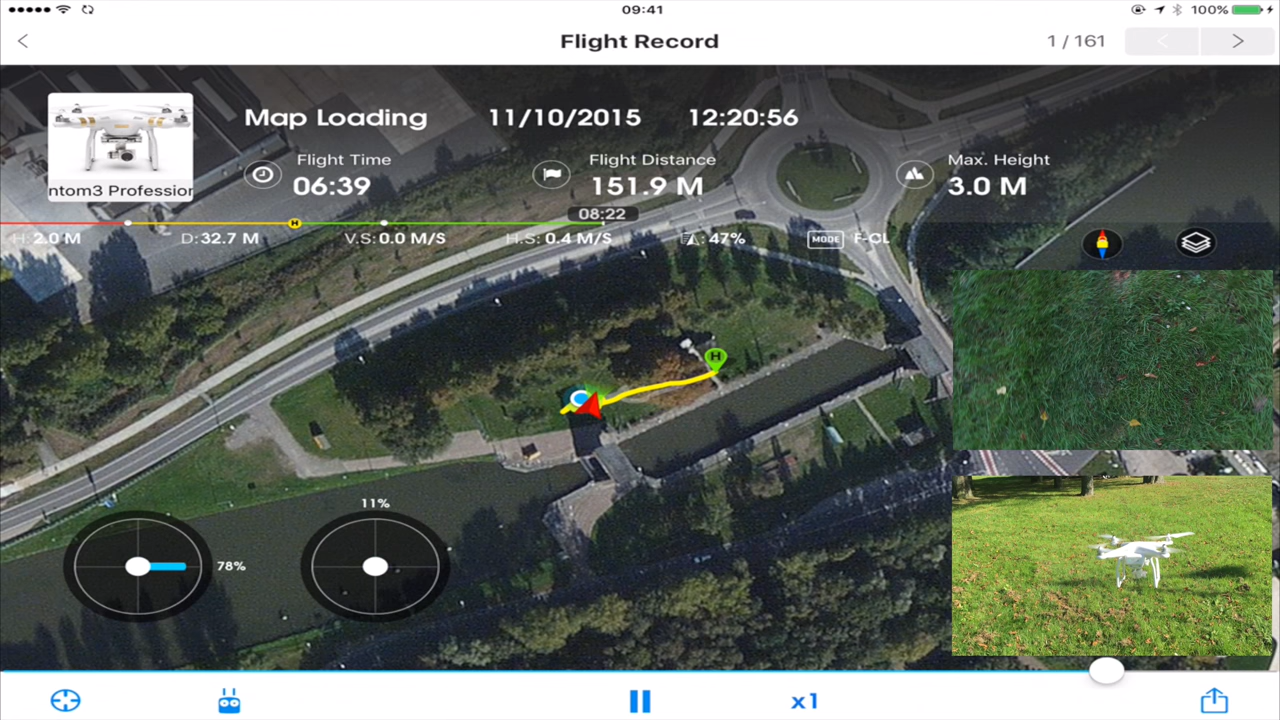 09:41
100%
Flight Record
1 / 161
Map Loading 11/10/2015 12:20:56
ntom3 Profession
Flight Time
06:39
Flight Distance
151.9 M
Max. Height
3.0 M
08:22
H
H: 2.0 M D:32.7 M V.S:0.0 M/S H.S: 0.4 M/S : 47% MODE F-CL
H
11%
78%
x1